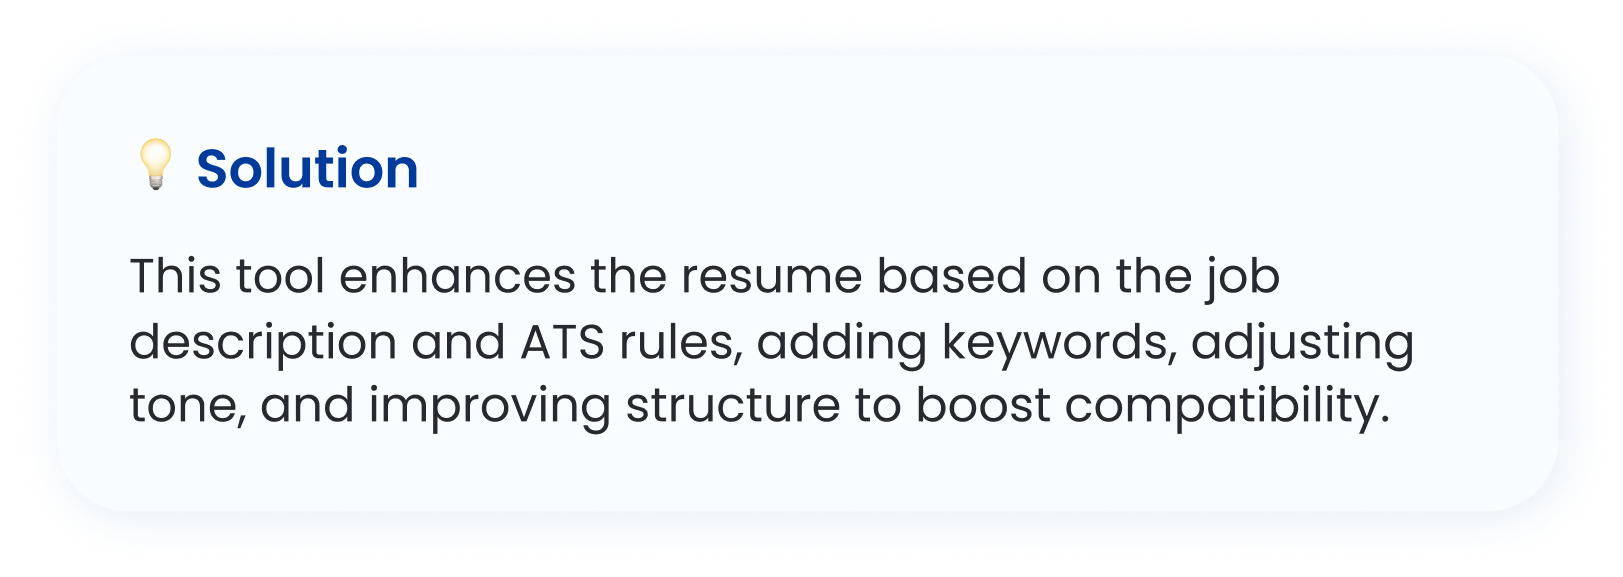 💡 Solution
This tool enhances the resume based on the job
description and ATS rules, adding keywords, adjusting
tone, and improving structure to boost compatibility.